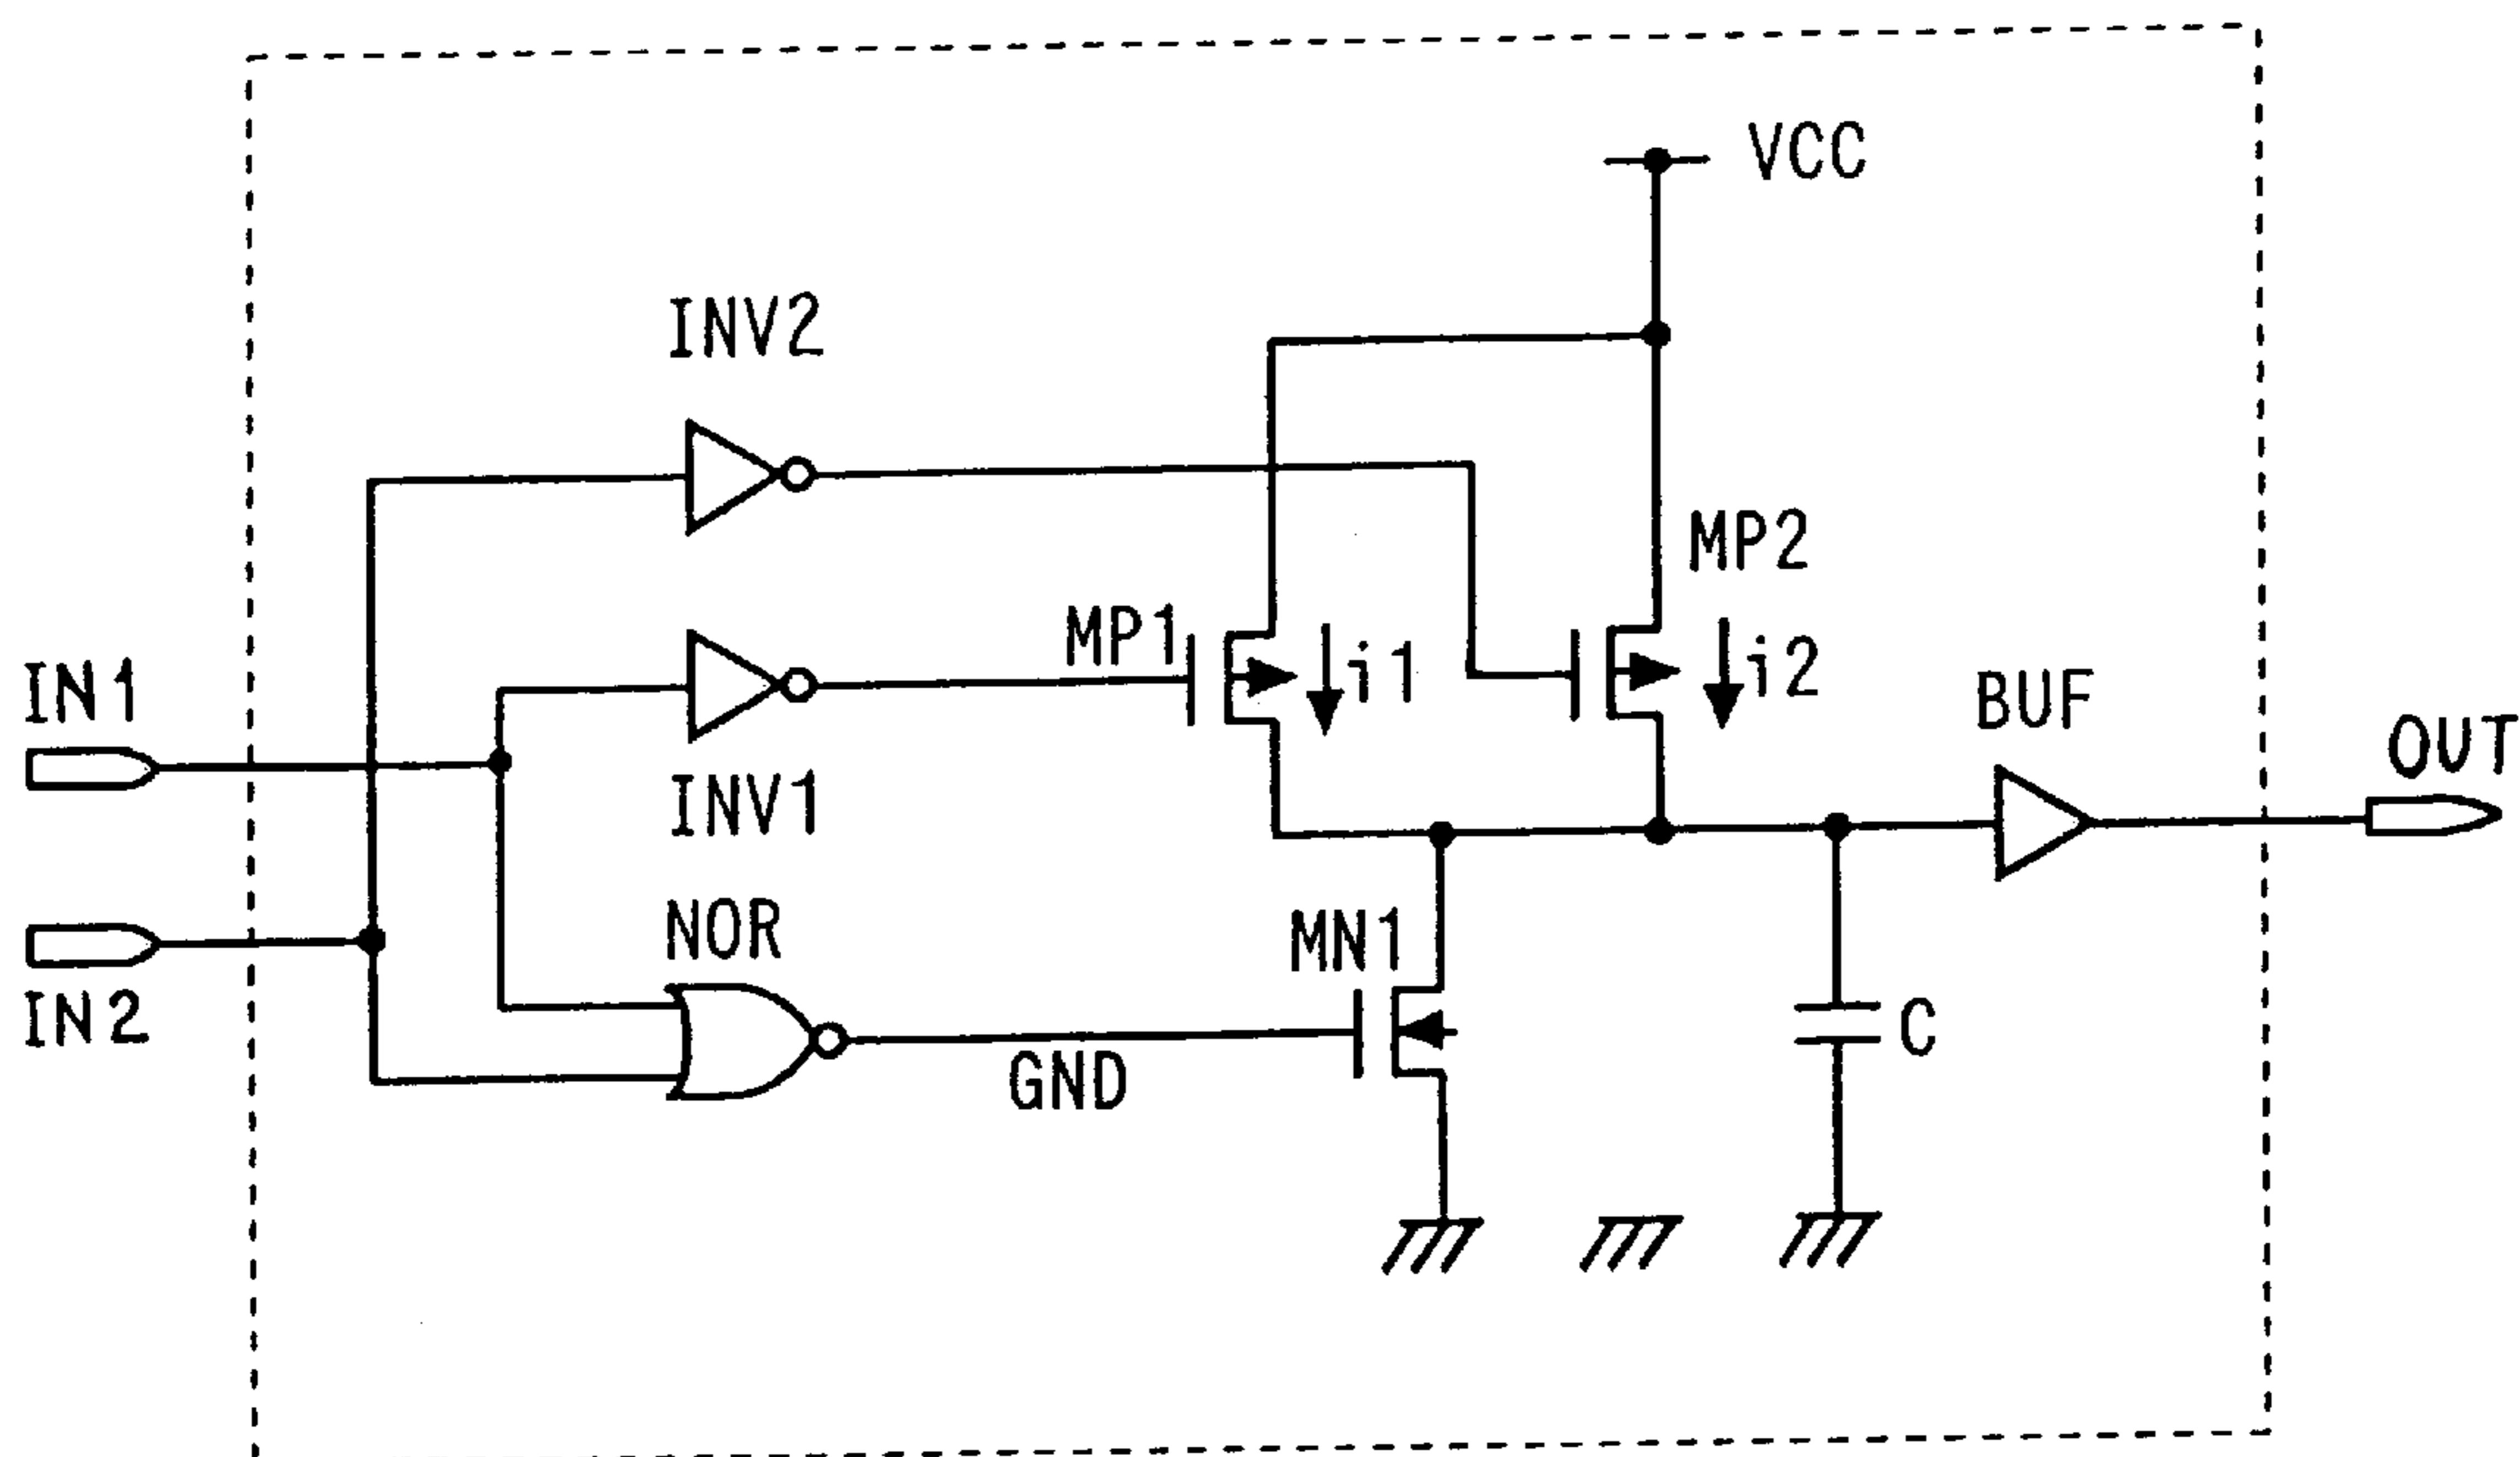 VCC
INV2
MP2
MP1
i1
i2
IN1
BUF
OUT
INV1
NOR
MN1
IN2
C
GND